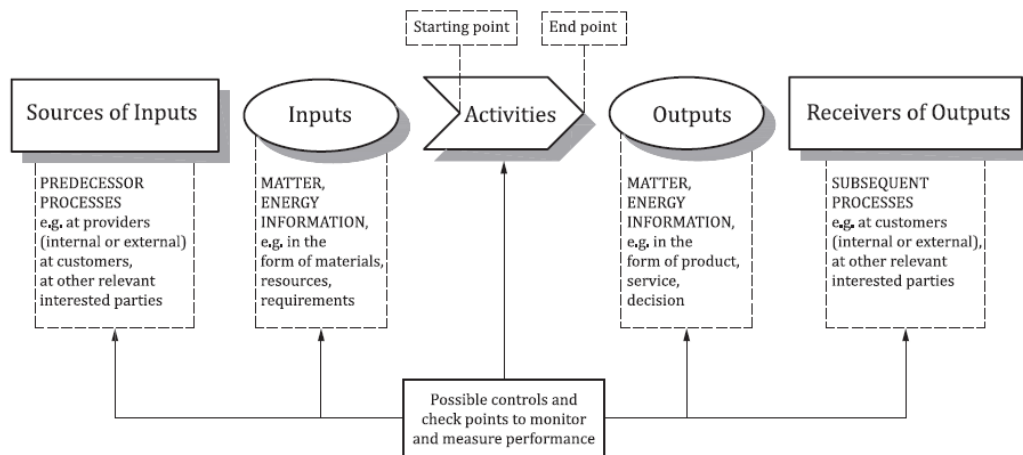 Starting point
End point
Sources of Inputs
Inputs
Activities
Outputs
Receivers of Outputs
PREDECESSOR
PROCESSES
e.g. at providers
(internal or external)
at customers,
at other relevant
interested parties
MATTER,
ENERGY
INFORMATION,
e.g. in the
form of materials,
resources,
requirements
MATTER,
ENERGY
INFORMATION,
e.g. in the
form of product,
service,
decision
SUBSEQUENT
PROCESSES
e.g. at customers
(internal or external),
at other relevant
interested parties
Possible controls and
check points to monitor
and measure performance